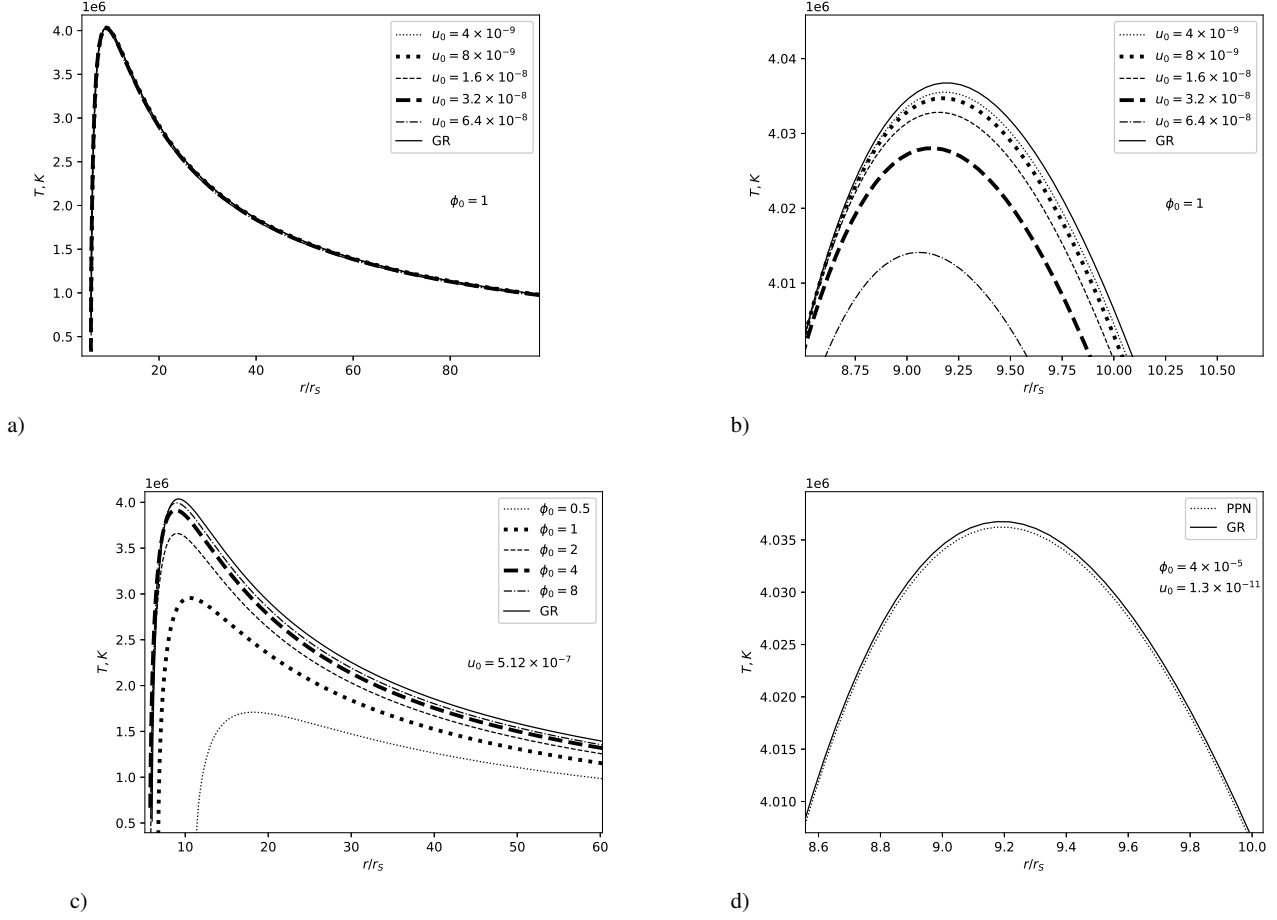 1e6
4.0
3.5
3.0
2.5
2.0
1.5
1.0
0.5
T, K
20 40 60 80
r/r_S
u_0 = 4 × 10^{-9}
u_0 = 8 × 10^{-9}
u_0 = 1.6 × 10^{-8}
u_0 = 3.2 × 10^{-8}
u_0 = 6.4 × 10^{-8}
GR
ϕ_0 = 1
a)
1e6
4.04
4.03
4.02
4.01
T, K
8.75 9.00 9.25 9.50 9.75 10.00 10.25 10.50
r/r_S
u_0 = 4 × 10^{-9}
u_0 = 8 × 10^{-9}
u_0 = 1.6 × 10^{-8}
u_0 = 3.2 × 10^{-8}
u_0 = 6.4 × 10^{-8}
GR
ϕ_0 = 1
b)
1e6
4.0
3.5
3.0
2.5
2.0
1.5
1.0
0.5
T, K
10 20 30 40 50 60
r/r_S
ϕ_0 = 0.5
ϕ_0 = 1
ϕ_0 = 2
ϕ_0 = 4
ϕ_0 = 8
GR
u_0 = 5.12 × 10^{-7}
c)
1e6
4.035
4.030
4.025
4.020
4.015
4.010
T, K
8.6 8.8 9.0 9.2 9.4 9.6 9.8 10.0
r/r_S
PPN
GR
ϕ_0 = 4 × 10^{-5}
u_0 = 1.3 × 10^{-11}
d)